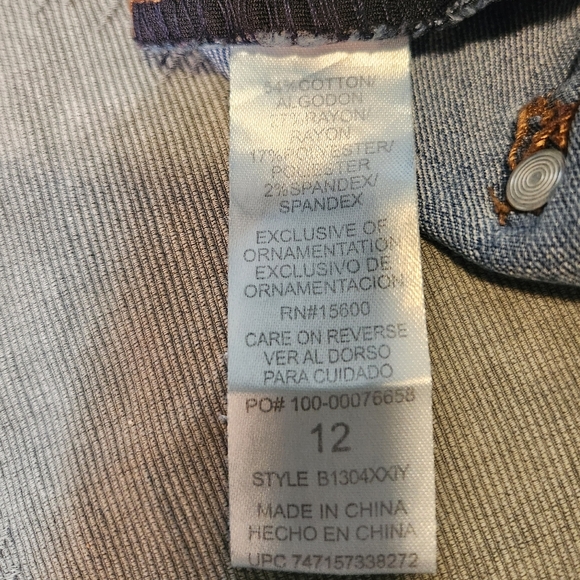 54%COTTON/
ALGODON
27%RAYON/
RAYON
17%POLYESTER/
POLYESTER
2%SPANDEX/
SPANDEX
EXCLUSIVE OF
ORNAMENTATION
EXCLUSIVO DE
ORNAMENTACION
RN#15600
CARE ON REVERSE
VER AL DORSO
PARA CUIDADO
PO# 100-00076658
12
STYLE B1304XXIY
MADE IN CHINA
HECHO EN CHINA
UPC 747157338272